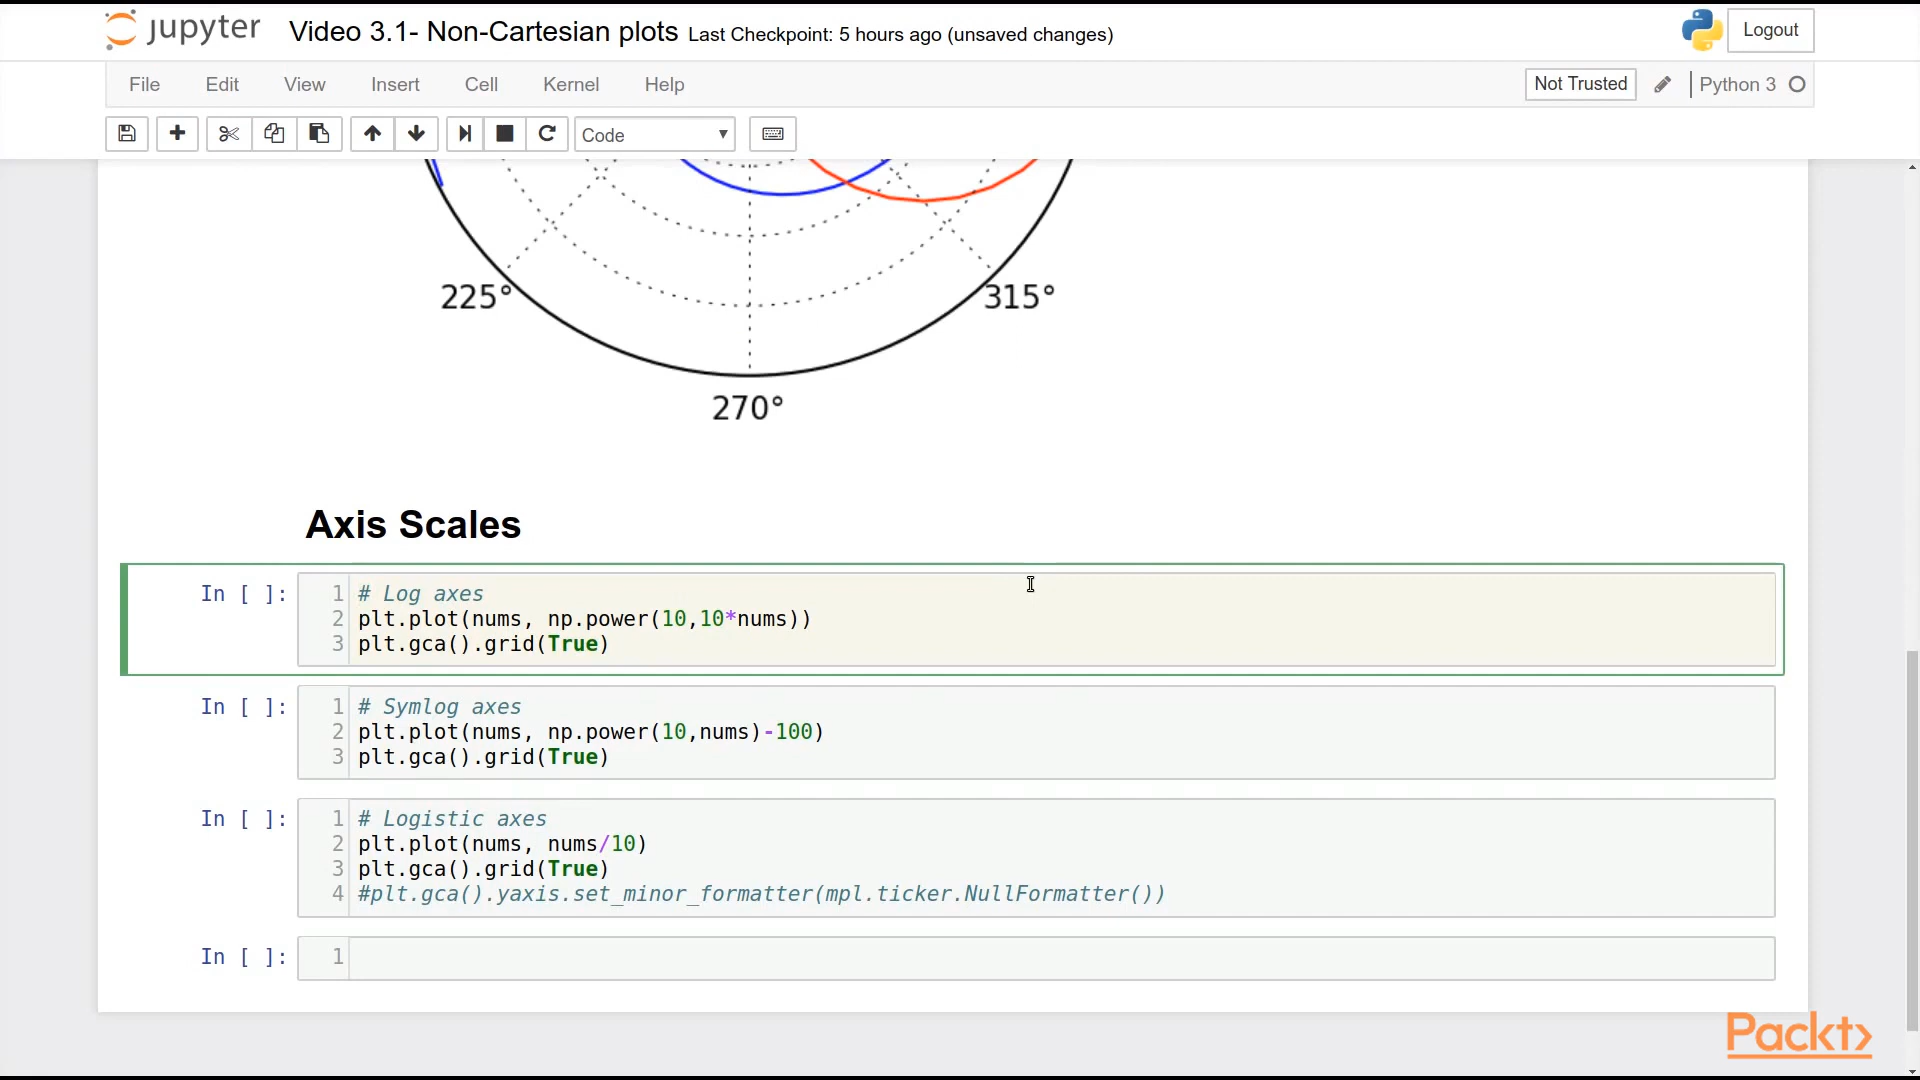 jupyter Video 3.1- Non-Cartesian plots Last Checkpoint: 5 hours ago (unsaved changes) Logout
File Edit View Insert Cell Kernel Help Not Trusted Python 3
Code
225° 315°
270°
Axis Scales
In [ ]: 1 # Log axes
2 plt.plot(nums, np.power(10,10*nums))
3 plt.gca().grid(True)
In [ ]: 1 # Symlog axes
2 plt.plot(nums, np.power(10,nums)-100)
3 plt.gca().grid(True)
In [ ]: 1 # Logistic axes
2 plt.plot(nums, nums/10)
3 plt.gca().grid(True)
4 #plt.gca().yaxis.set_minor_formatter(mpl.ticker.NullFormatter())
In [ ]: 1
Packt>